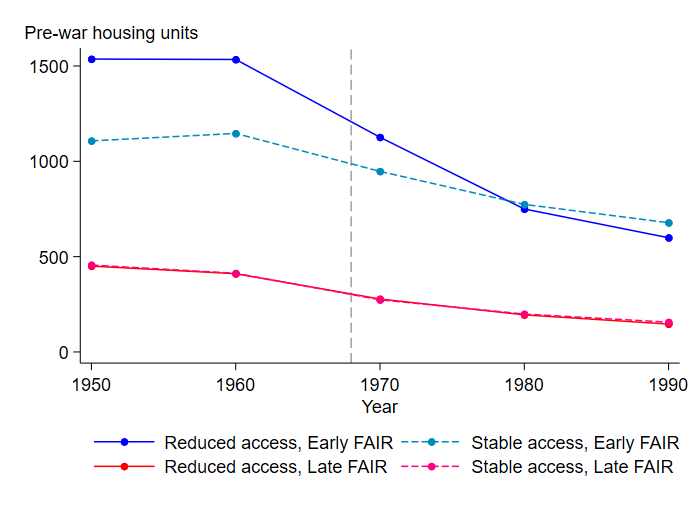 Pre-war housing units
1500
1000
500
0
1950 1960 1970 1980 1990
Year
Reduced access, Early FAIR Stable access, Early FAIR
Reduced access, Late FAIR Stable access, Late FAIR